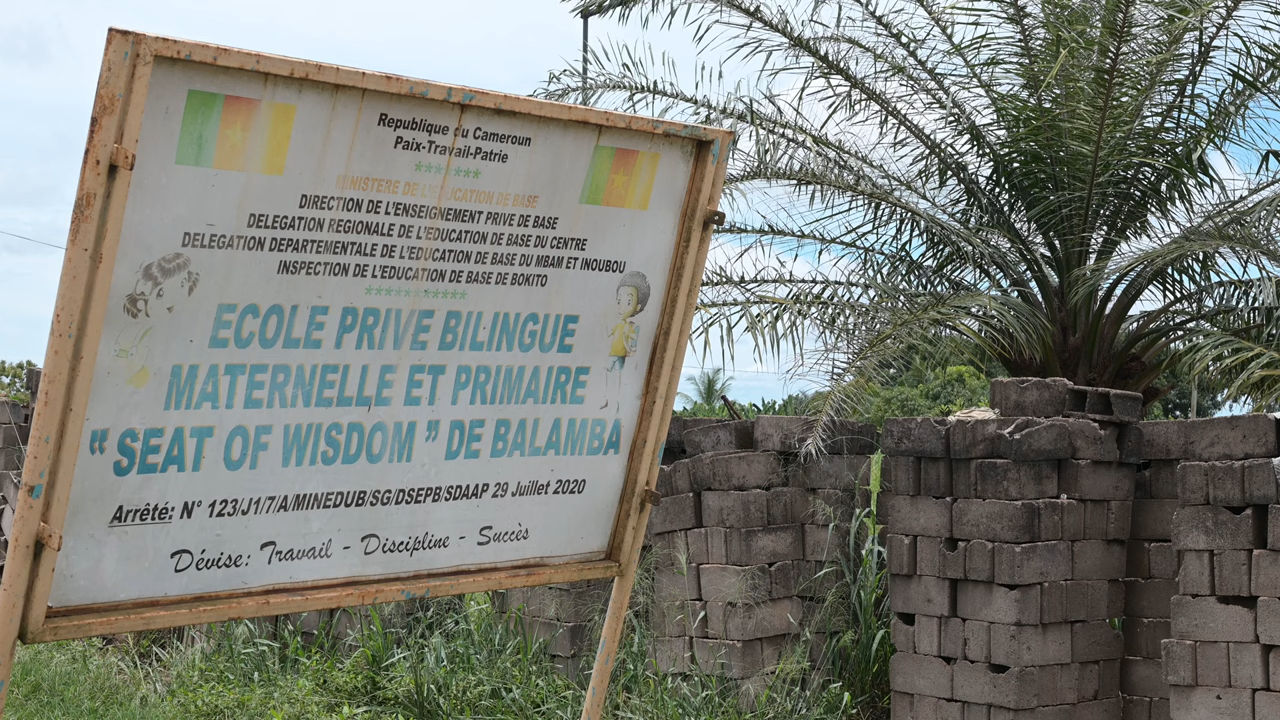 Republique du Cameroun
Paix-Travail-Patrie
*******
MINISTERE DE L'EDUCATION DE BASE
DIRECTION DE L'ENSEIGNEMENT PRIVE DE BASE
DELEGATION REGIONALE DE L'EDUCATION DE BASE DU CENTRE
DELEGATION DEPARTEMENTALE DE L'EDUCATION DE BASE DU MBAM ET INOUBOU
INSPECTION DE L'EDUCATION DE BASE DE BOKITO
***********
ECOLE PRIVE BILINGUE
MATERNELLE ET PRIMAIRE
“ SEAT OF WISDOM ” DE BALAMBA
Arrêté: N° 123/J1/7/A/MINEDUB/SG/DSEPB/SDAAP 29 Juillet 2020
Dévise: Travail - Discipline - Succès